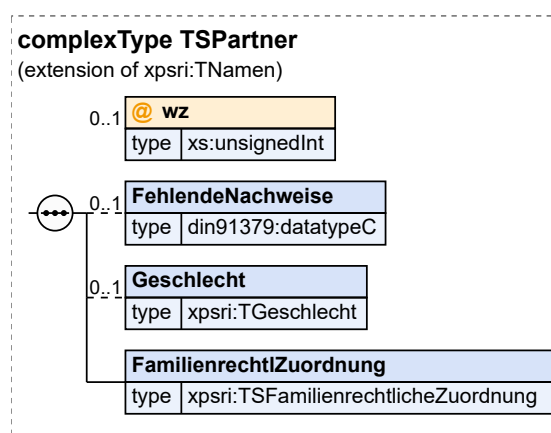 complexType TSPartner
(extension of xpsri:TNamen)
0..1 @ wz
type xs:unsignedInt
0..1 FehlendeNachweise
type din91379:datatypeC
0..1 Geschlecht
type xpsri:TGeschlecht
FamilienrechtlZuordnung
type xpsri:TSFamilienrechtlicheZuordnung